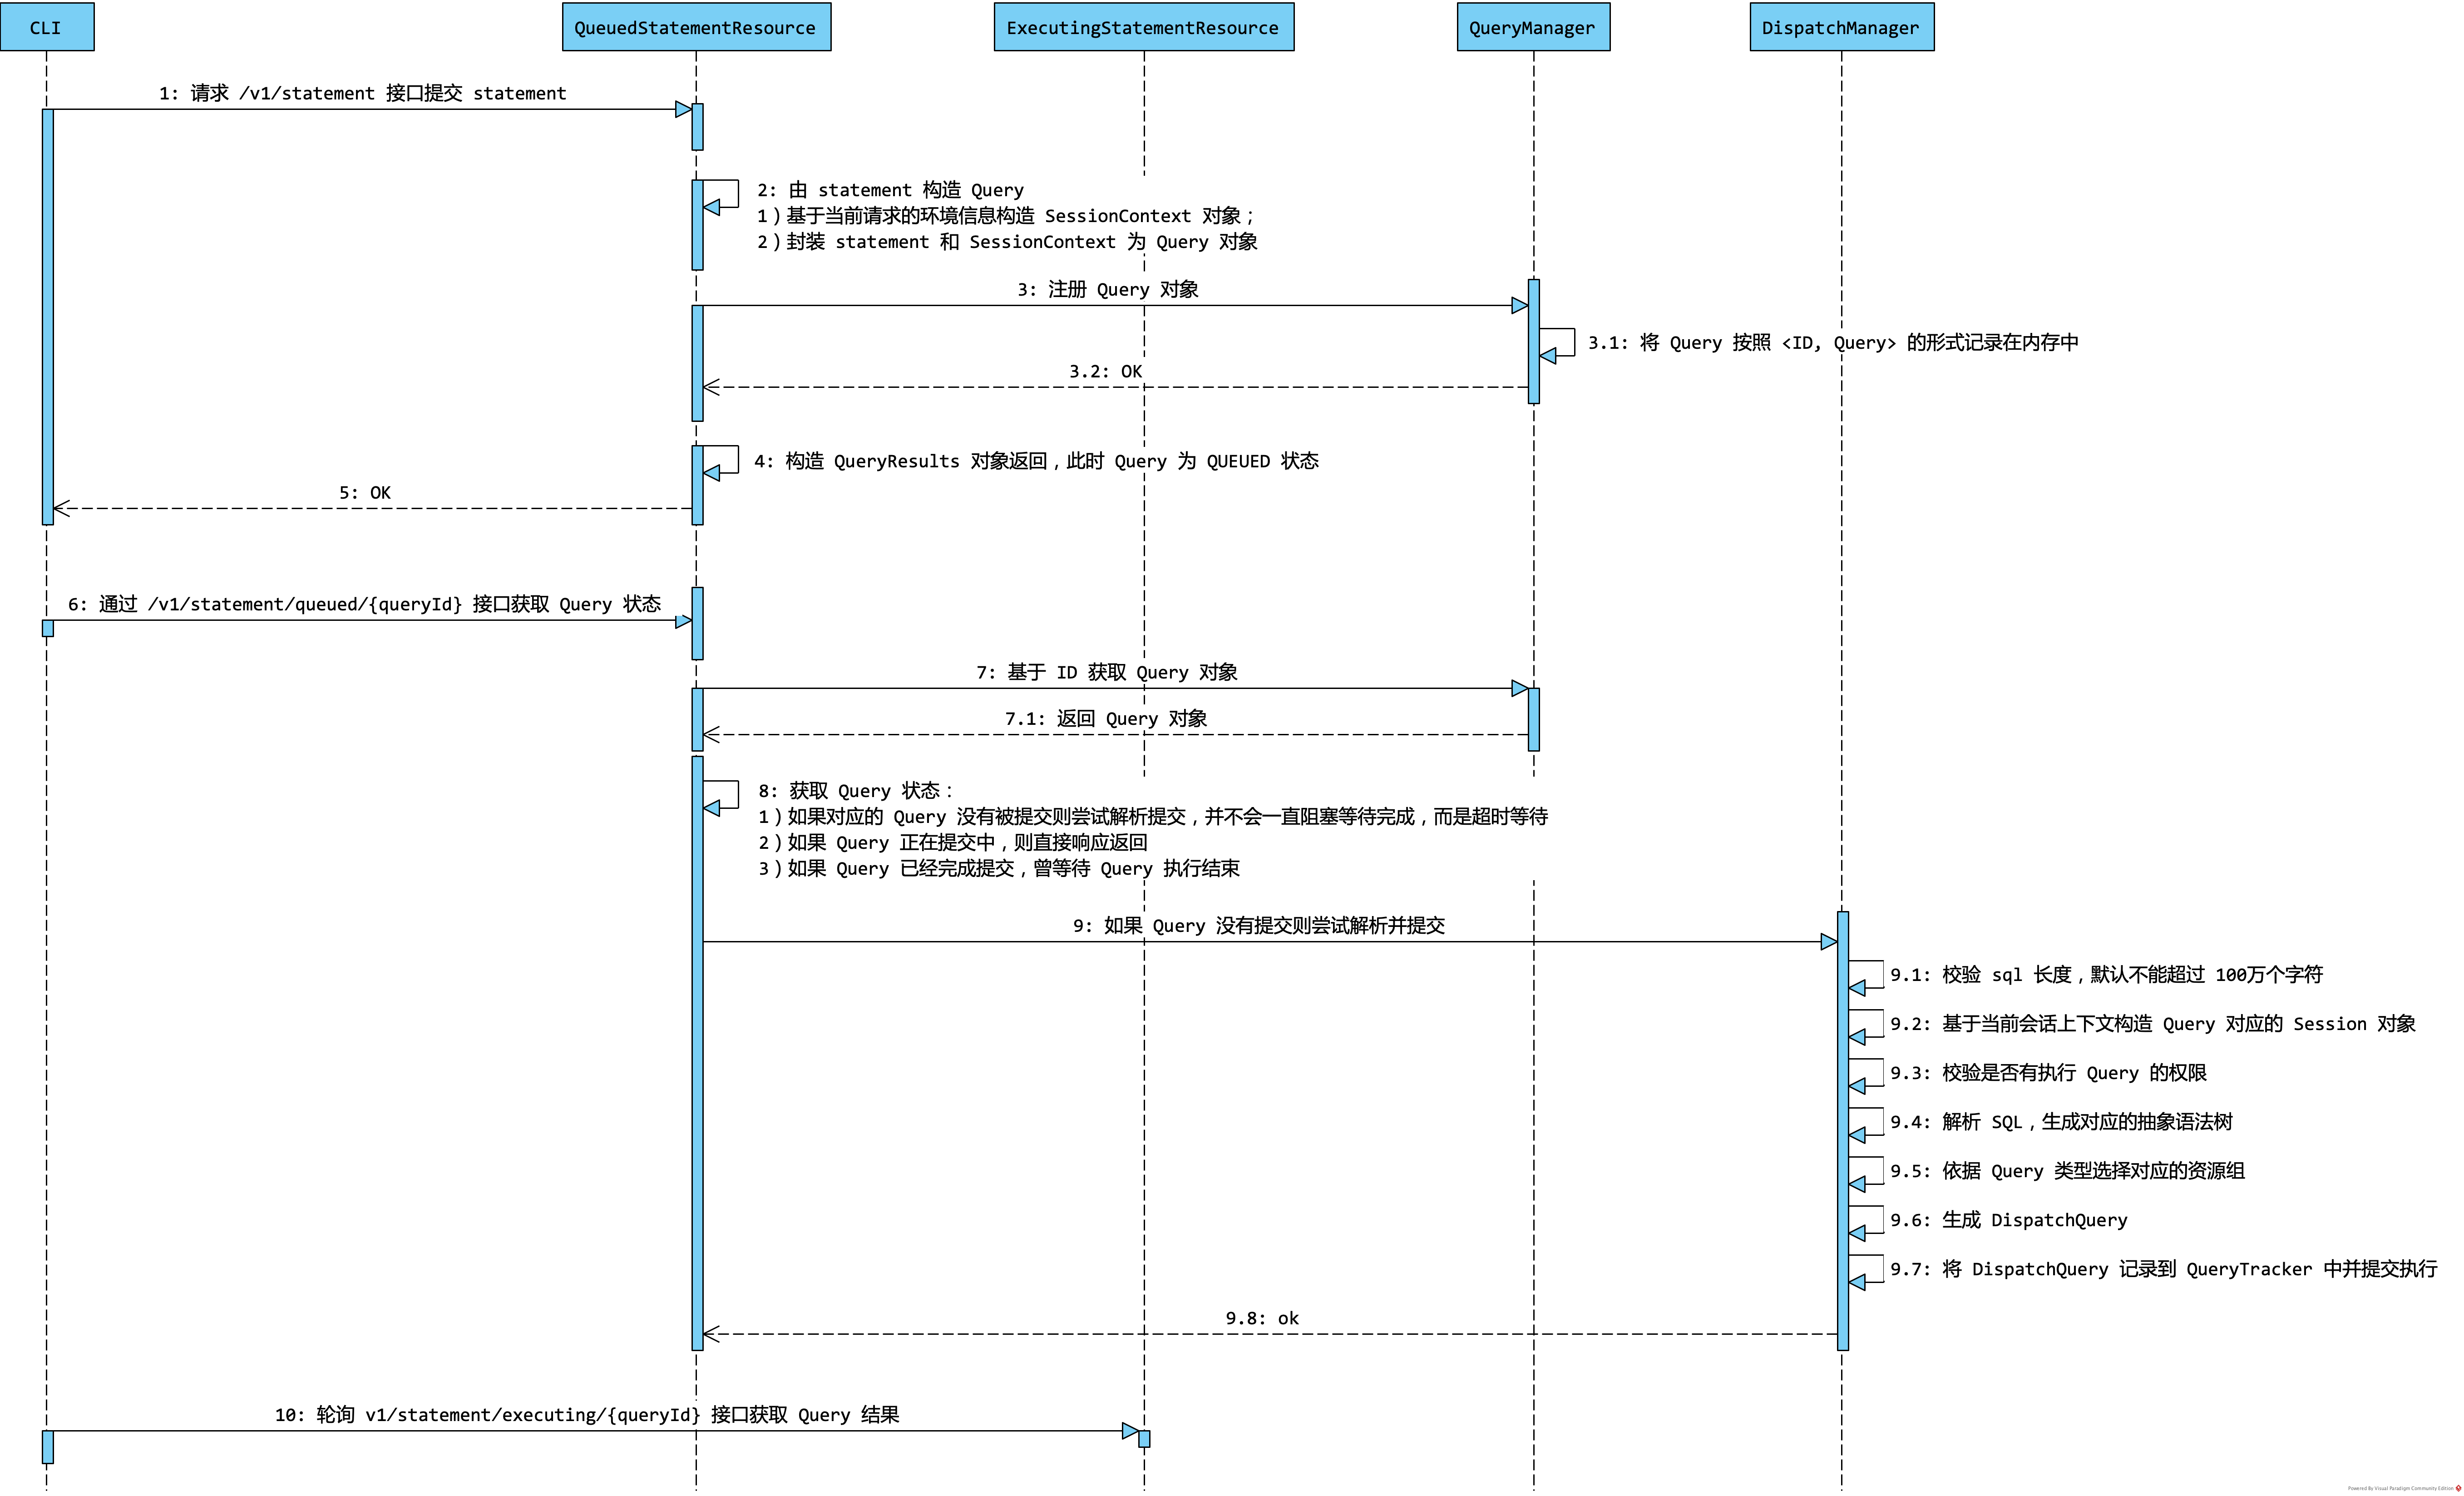 CLI
QueuedStatementResource
ExecutingStatementResource
QueryManager
DispatchManager
1: 请求 /v1/statement 接口提交 statement
2: 由 statement 构造 Query
1）基于当前请求的环境信息构造 SessionContext 对象；
2）封装 statement 和 SessionContext 为 Query 对象
3: 注册 Query 对象
3.1: 将 Query 按照 <ID, Query> 的形式记录在内存中
3.2: OK
4: 构造 QueryResults 对象返回，此时 Query 为 QUEUED 状态
5: OK
6: 通过 /v1/statement/queued/{queryId} 接口获取 Query 状态
7: 基于 ID 获取 Query 对象
7.1: 返回 Query 对象
8: 获取 Query 状态：
1）如果对应的 Query 没有被提交则尝试解析提交，并不会一直阻塞等待完成，而是超时等待
2）如果 Query 正在提交中，则直接响应返回
3）如果 Query 已经完成提交，曾等待 Query 执行结束
9: 如果 Query 没有提交则尝试解析并提交
9.1: 校验 sql 长度，默认不能超过 100万个字符
9.2: 基于当前会话上下文构造 Query 对应的 Session 对象
9.3: 校验是否有执行 Query 的权限
9.4: 解析 SQL，生成对应的抽象语法树
9.5: 依据 Query 类型选择对应的资源组
9.6: 生成 DispatchQuery
9.7: 将 DispatchQuery 记录到 QueryTracker 中并提交执行
9.8: ok
10: 轮询 v1/statement/executing/{queryId} 接口获取 Query 结果
Powered By Visual Paradigm Community Edition